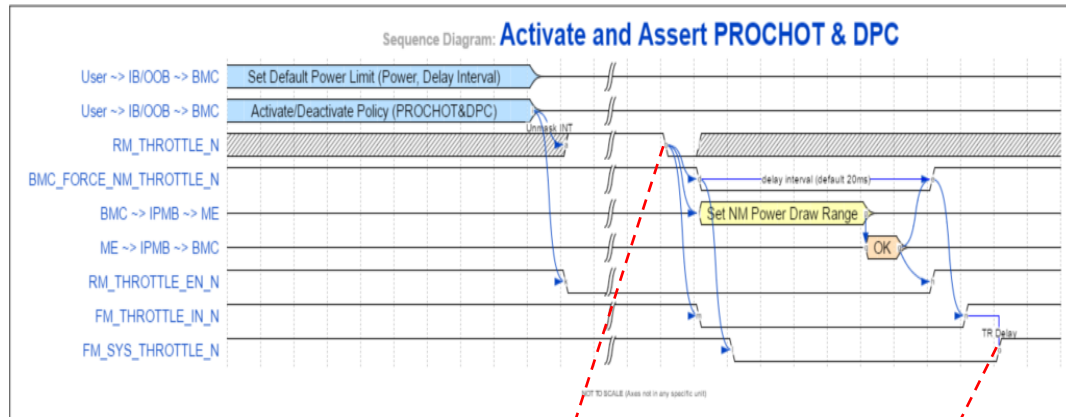 Sequence Diagram: Activate and Assert PROCHOT & DPC
User ~> IB/OOB ~> BMC
Set Default Power Limit (Power, Delay Interval)
User ~> IB/OOB ~> BMC
Activate/Deactivate Policy (PROCHOT&DPC)
Unmask INT
RM_THROTTLE_N
BMC_FORCE_NM_THROTTLE_N
delay interval (default 20ms)
BMC ~> IPMB ~> ME
Set NM Power Draw Range
ME ~> IPMB ~> BMC
OK
RM_THROTTLE_EN_N
FM_THROTTLE_IN_N
TR Delay
FM_SYS_THROTTLE_N
NOT TO SCALE (Axes not in any specific unit)